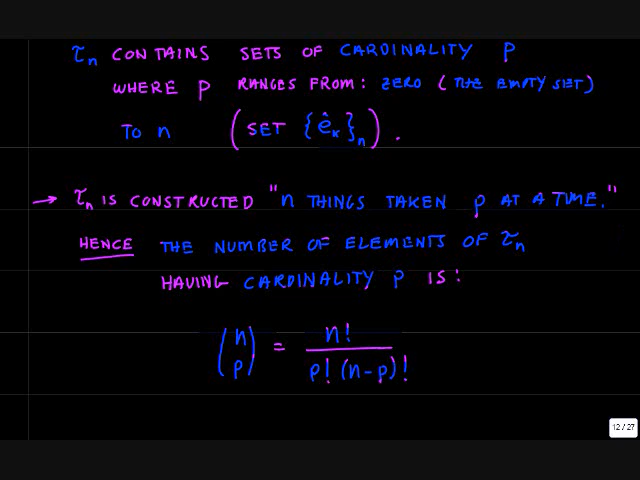 τₙ CONTAINS SETS OF CARDINALITY P
WHERE P RANGES FROM: ZERO (THE EMPTY SET)
TO n (SET {êₖ}ₙ).
→ τₙ IS CONSTRUCTED "n THINGS TAKEN p AT A TIME."
HENCE THE NUMBER OF ELEMENTS OF τₙ
HAVING CARDINALITY P IS:
(n p) = n! / p!(n-p)!
12 / 27